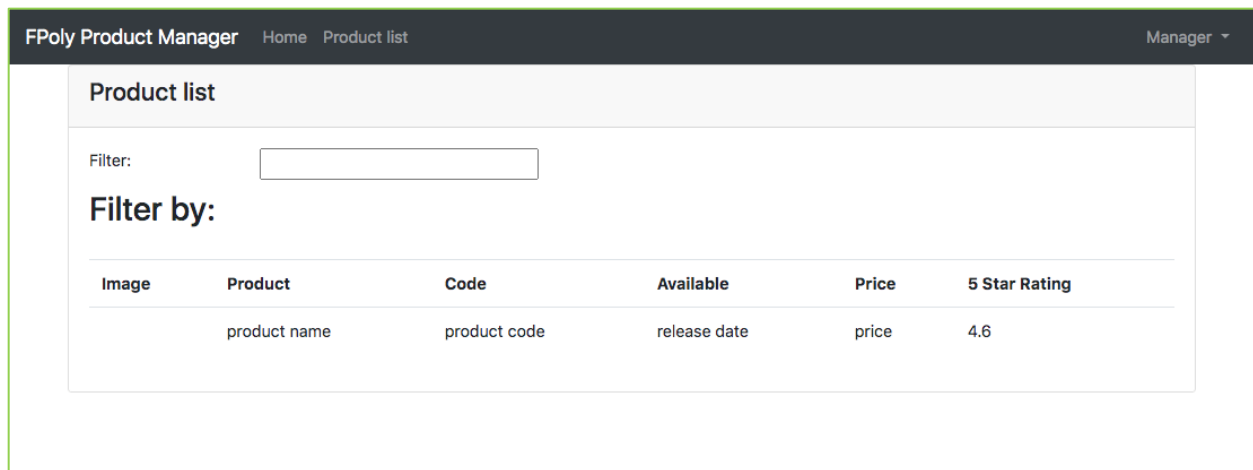 FPoly Product Manager Home Product list Manager
Product list
Filter:
Filter by:
Image Product Code Available Price 5 Star Rating
product name product code release date price 4.6